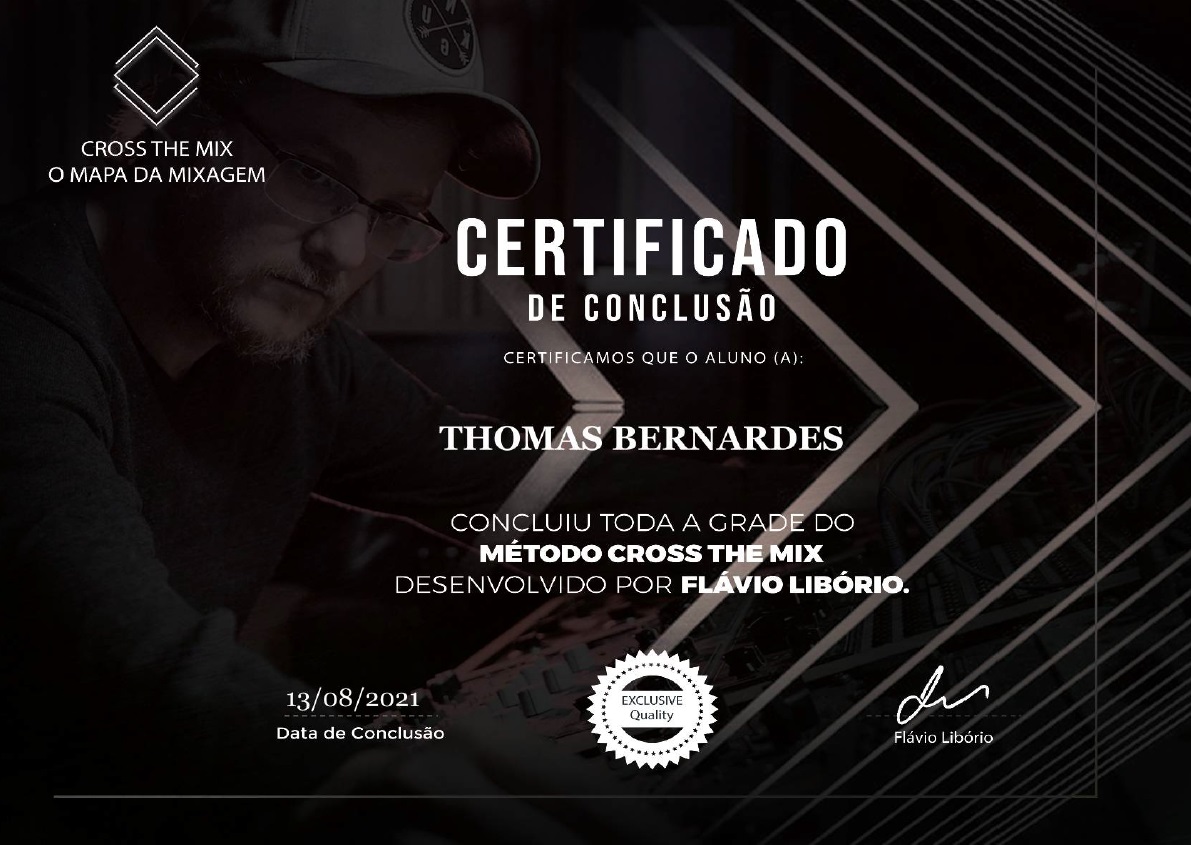 CROSS THE MIX
O MAPA DA MIXAGEM
CERTIFICADO
DE CONCLUSÃO
CERTIFICAMOS QUE O ALUNO (A):
THOMAS BERNARDES
CONCLUIU TODA A GRADE DO
MÉTODO CROSS THE MIX
DESENVOLVIDO POR FLÁVIO LIBÓRIO.
13/08/2021
Data de Conclusão
EXCLUSIVE
Quality
Flávio Libório